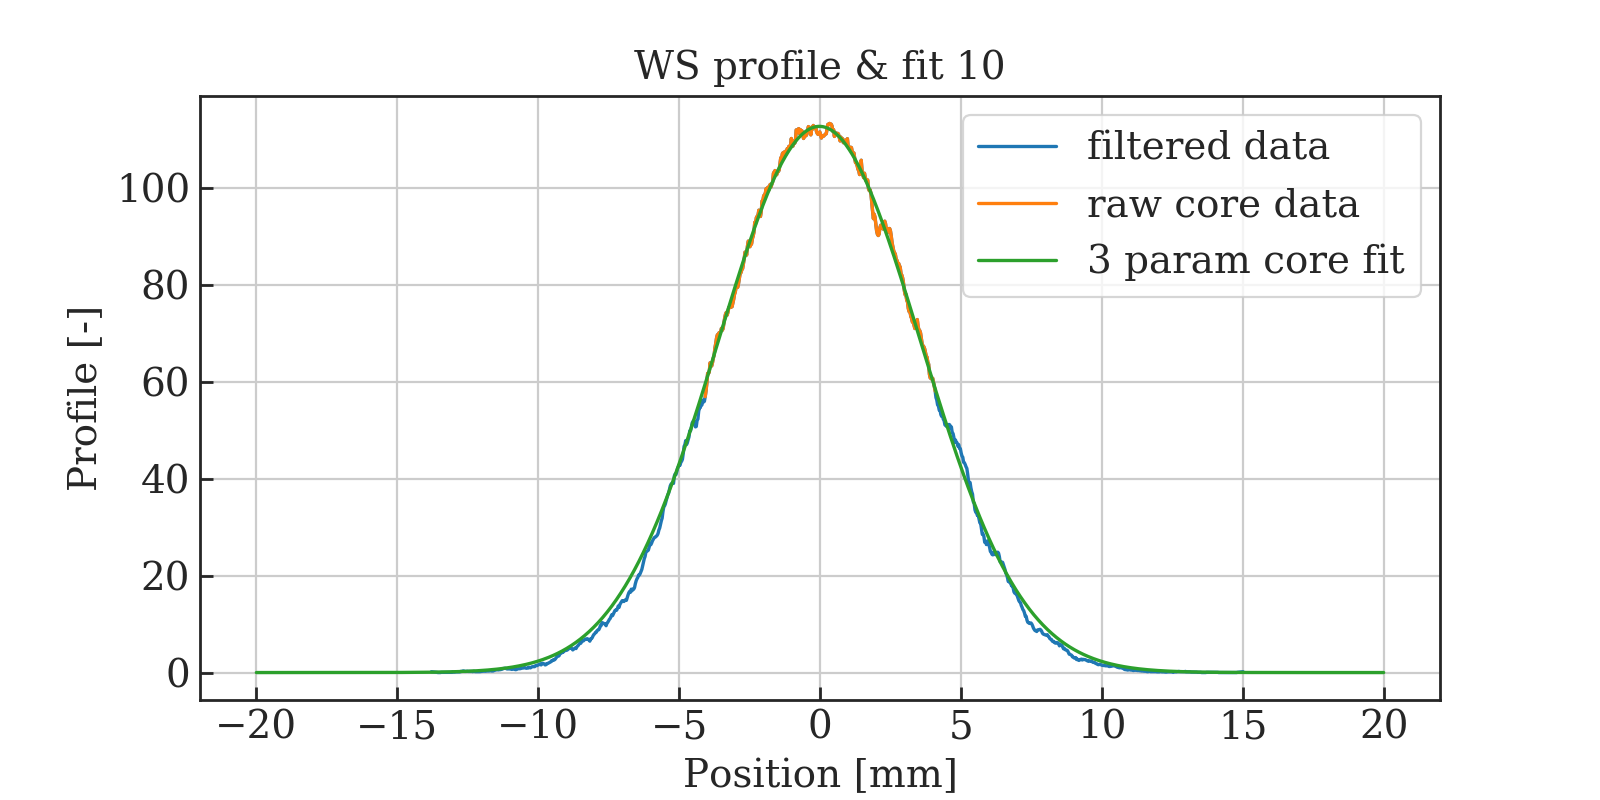 WS profile & fit 10
filtered data
raw core data
3 param core fit
Profile [-]
100
80
60
40
20
0
−20 −15 −10 −5 0 5 10 15 20
Position [mm]